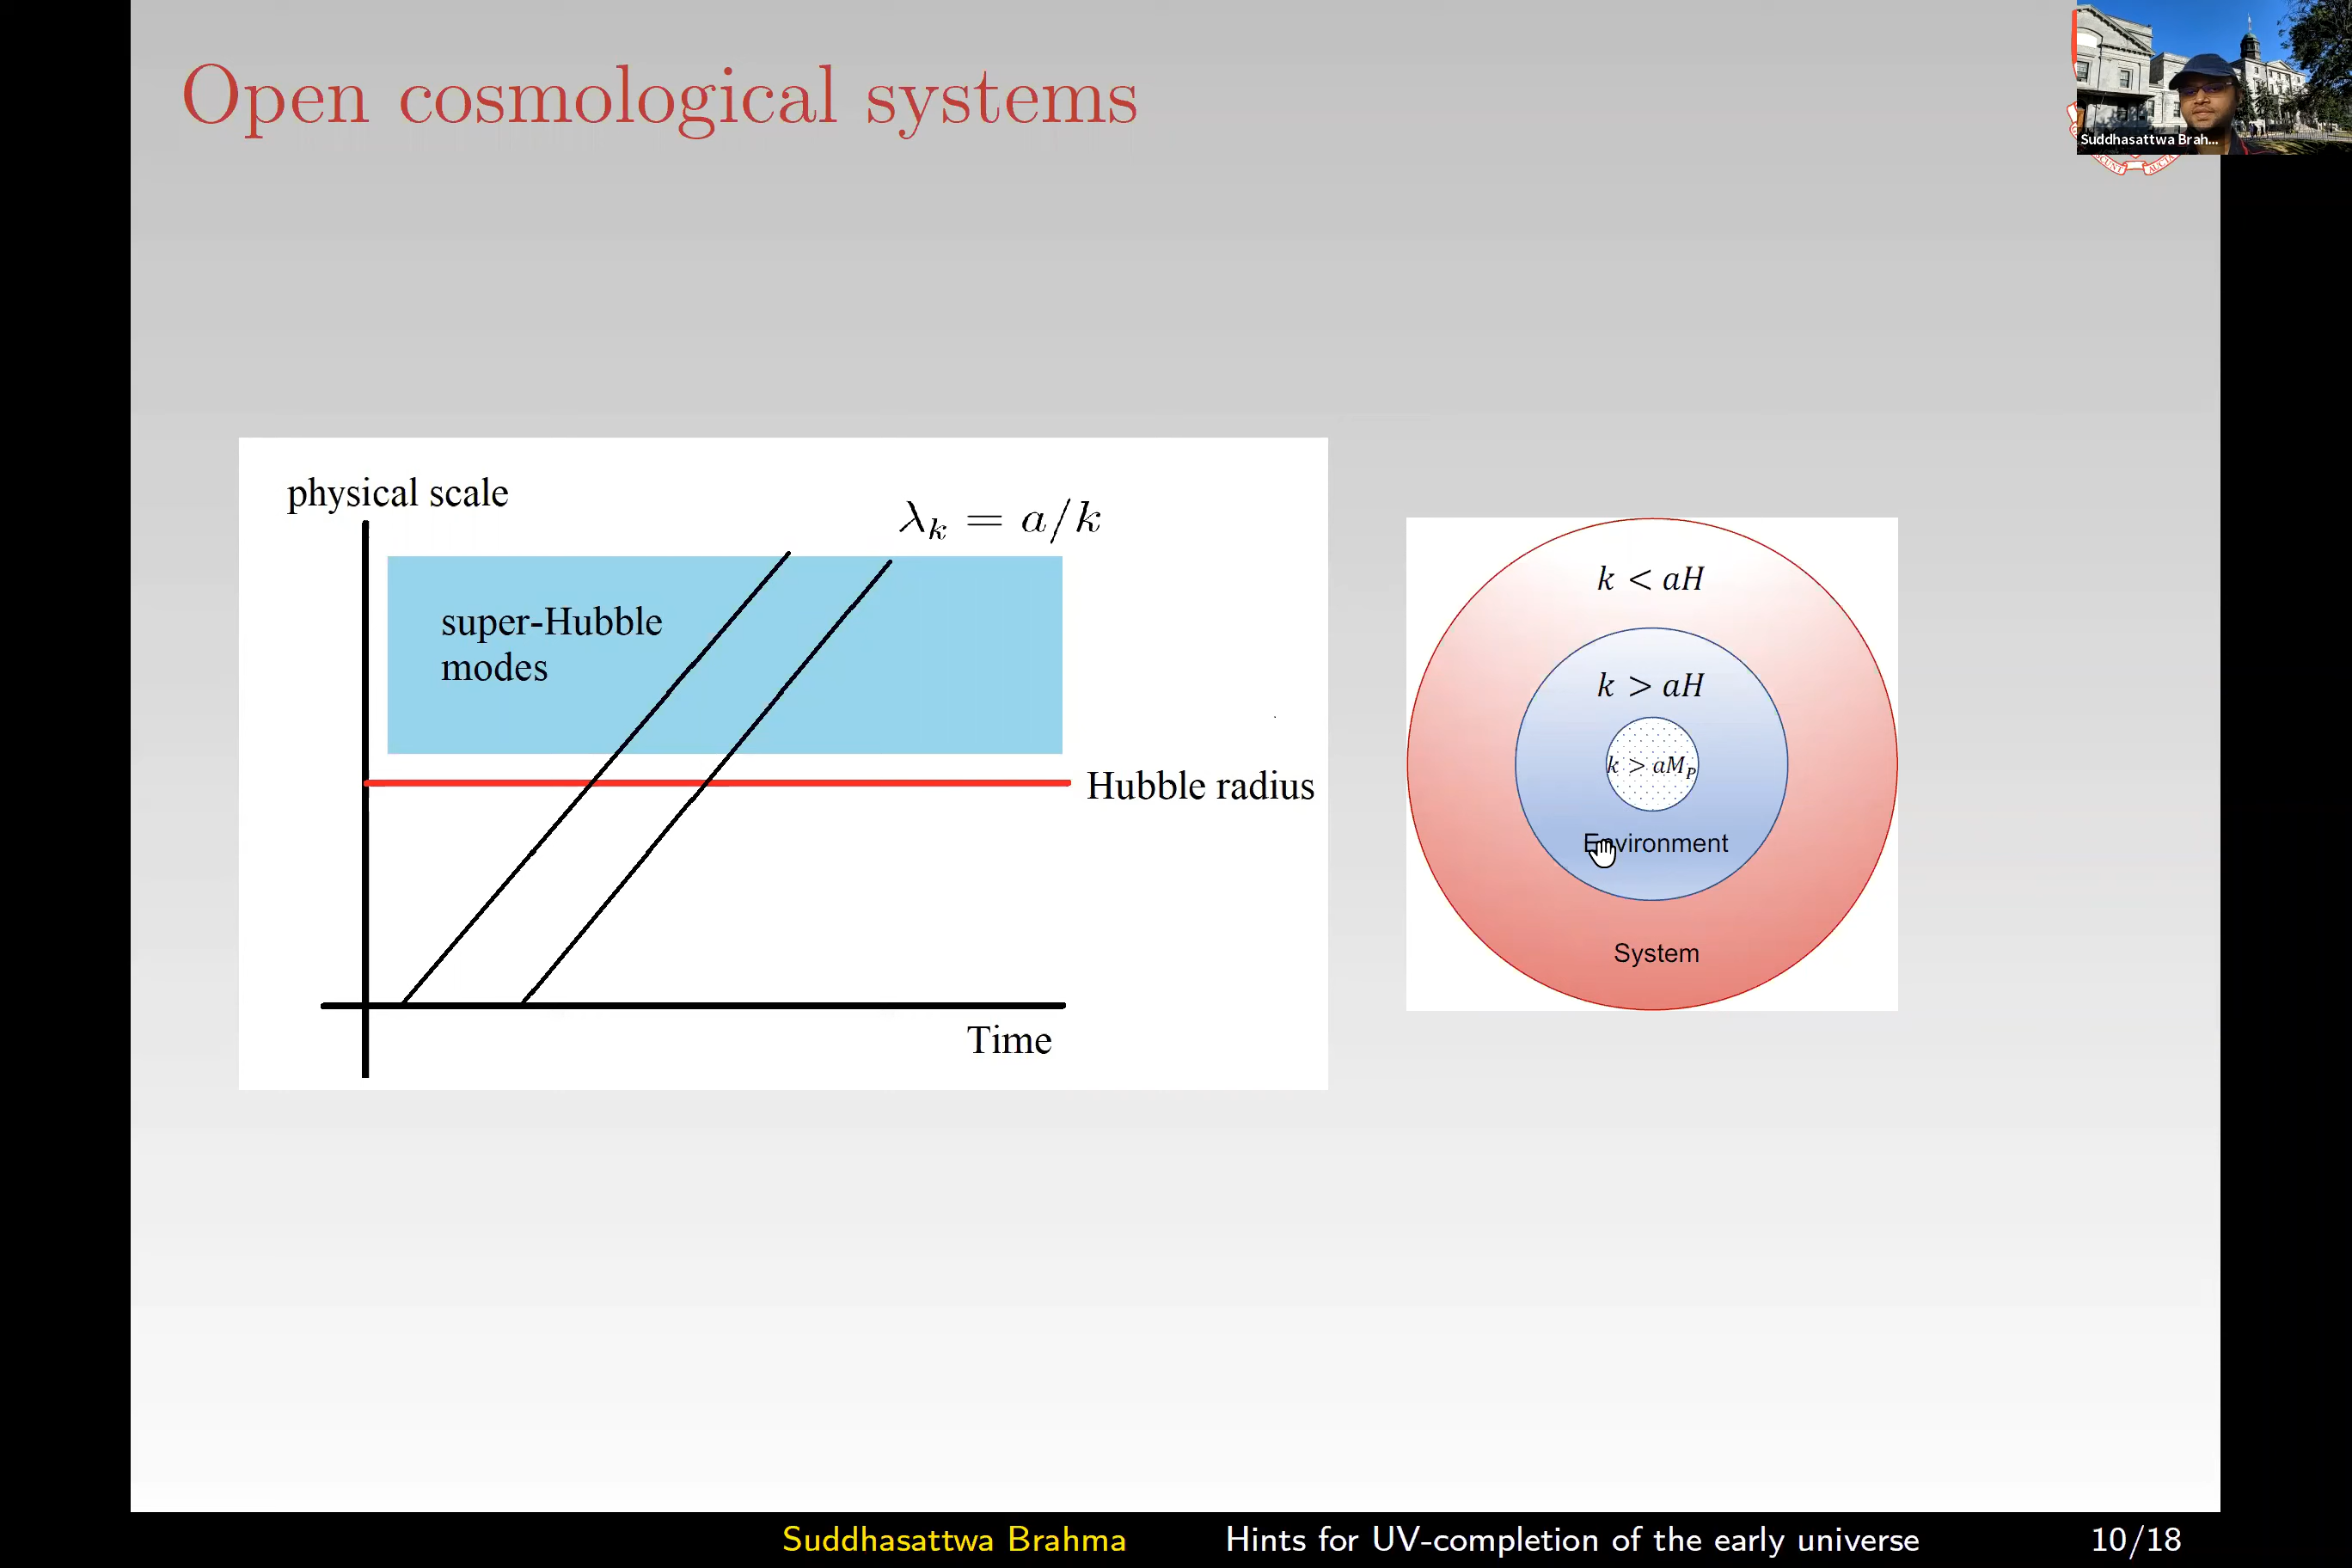 Open cosmological systems
Suddhasattwa Brah...
physical scale
λ_k = a/k
super-Hubble
modes
Hubble radius
Time
k < aH
k > aH
k > aM_P
Environment
System
Suddhasattwa Brahma
Hints for UV-completion of the early universe
10/18